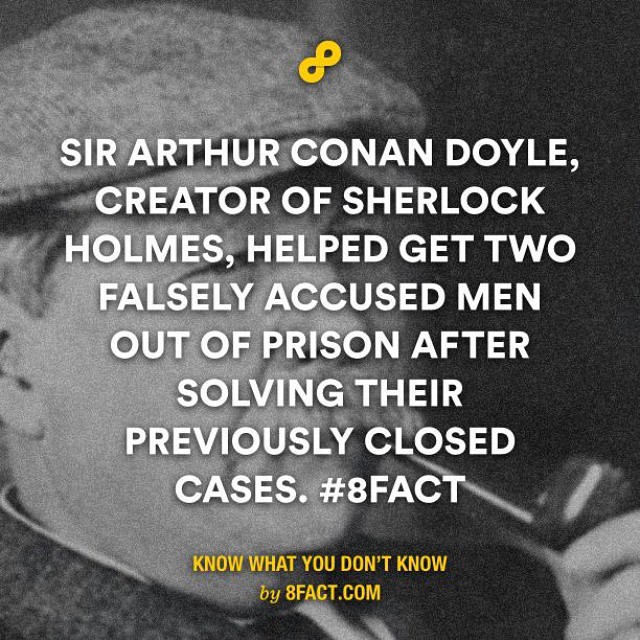 SIR ARTHUR CONAN DOYLE,
CREATOR OF SHERLOCK
HOLMES, HELPED GET TWO
FALSELY ACCUSED MEN
OUT OF PRISON AFTER
SOLVING THEIR
PREVIOUSLY CLOSED
CASES. #8FACT
KNOW WHAT YOU DON'T KNOW
by 8FACT.COM